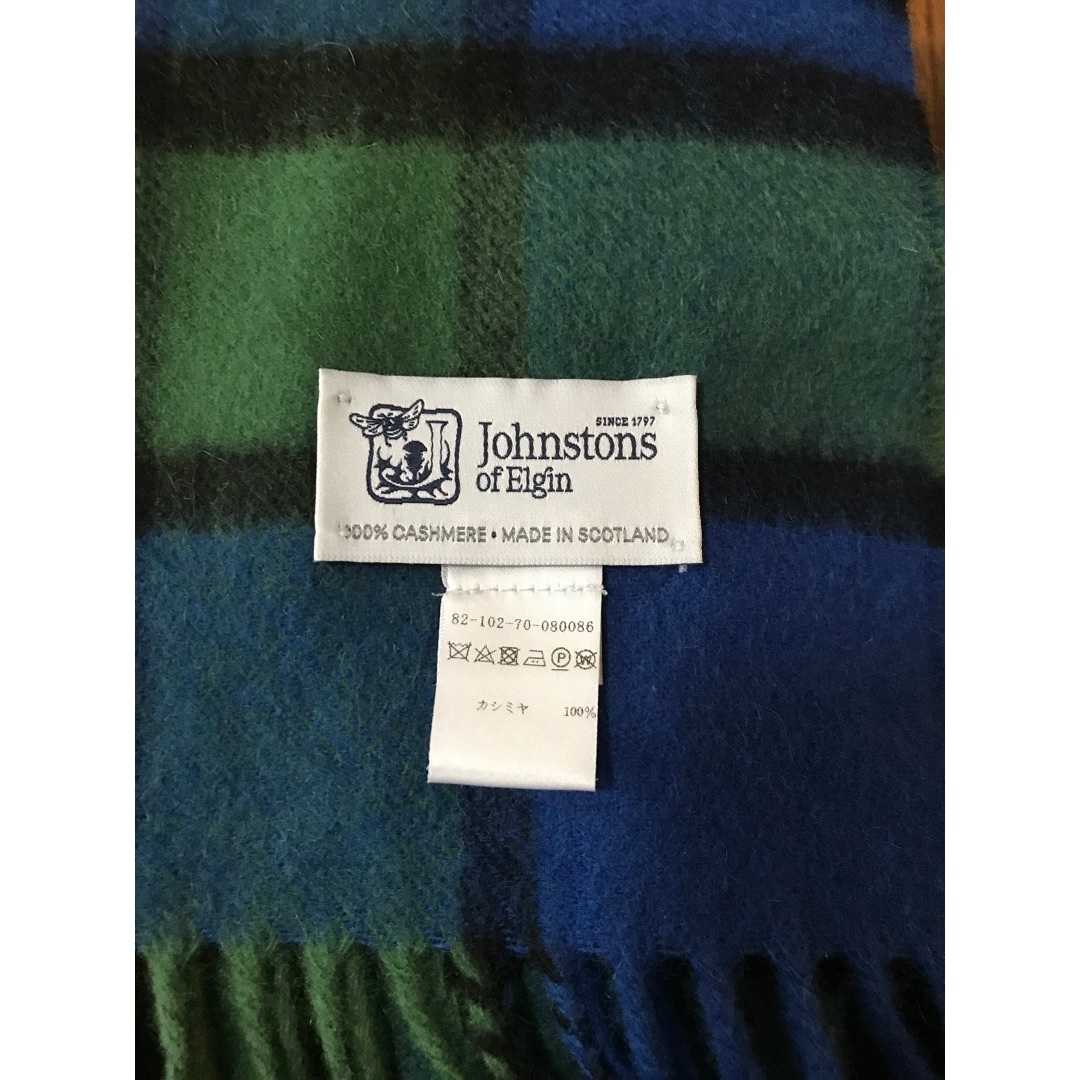 SINCE 1797
Johnstons
of Elgin
100% CASHMERE • MADE IN SCOTLAND
82-102-70-080086
カシミヤ 100%